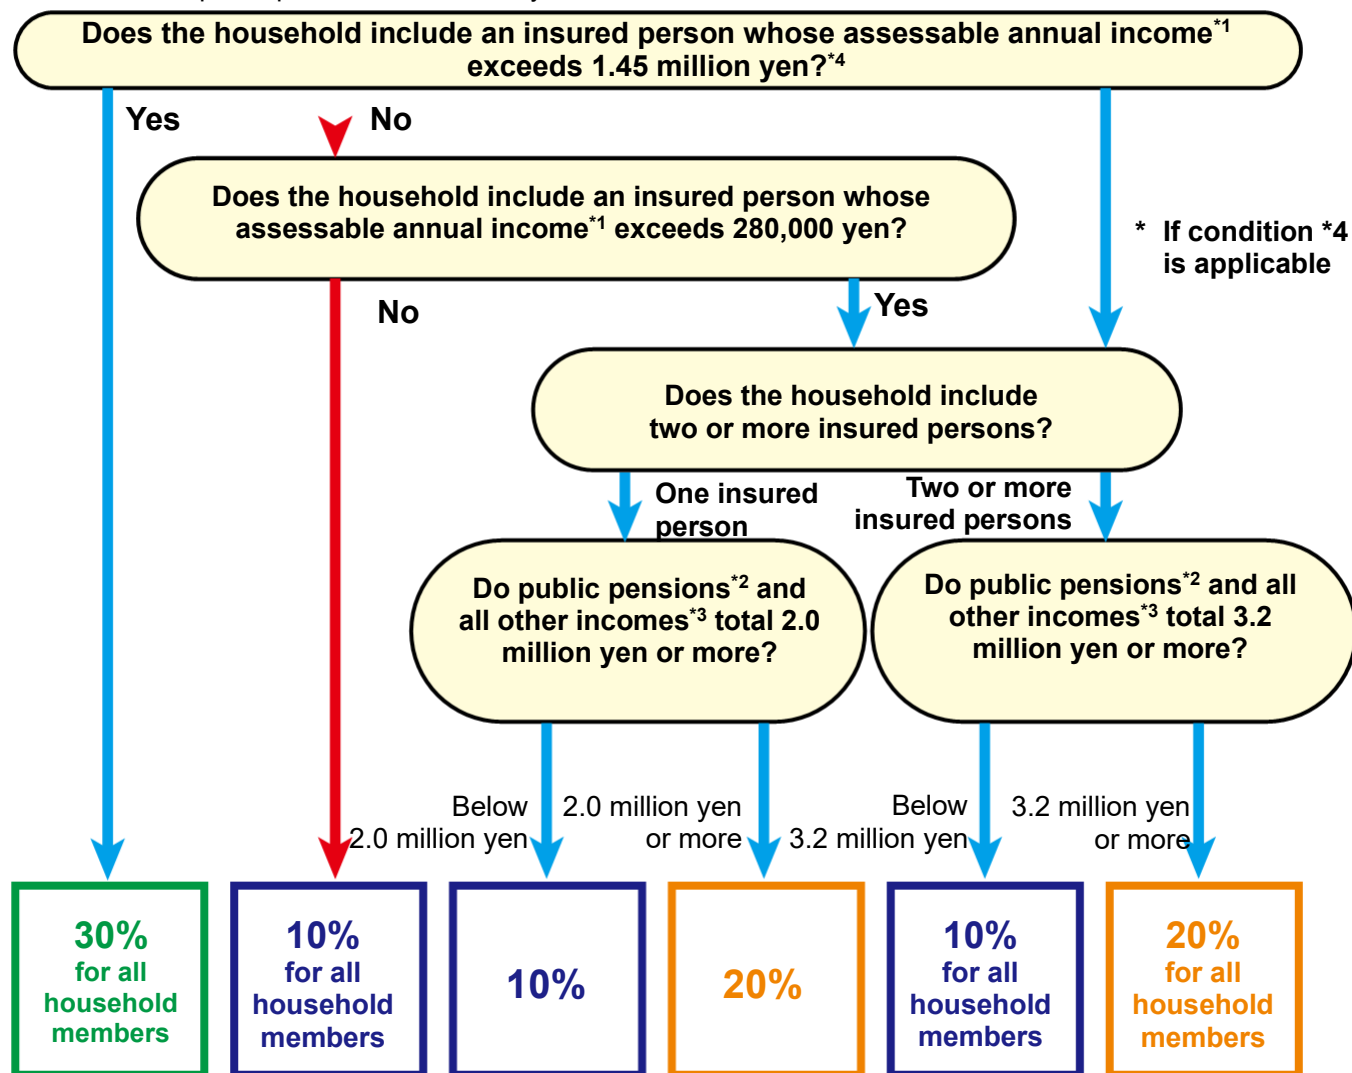 Does the household include an insured person whose assessable annual income*1
exceeds 1.45 million yen?*4
Yes
No
Does the household include an insured person whose
assessable annual income*1 exceeds 280,000 yen?
* If condition *4
is applicable
No
Yes
Does the household include
two or more insured persons?
One insured
person
Two or more
insured persons
Do public pensions*2 and
all other incomes*3 total 2.0
million yen or more?
Do public pensions*2 and all
other incomes*3 total 3.2
million yen or more?
Below
2.0 million yen
2.0 million yen
or more
Below
3.2 million yen
3.2 million yen
or more
30%
for all
household
members
10%
for all
household
members
10%
20%
10%
for all
household
members
20%
for all
household
members